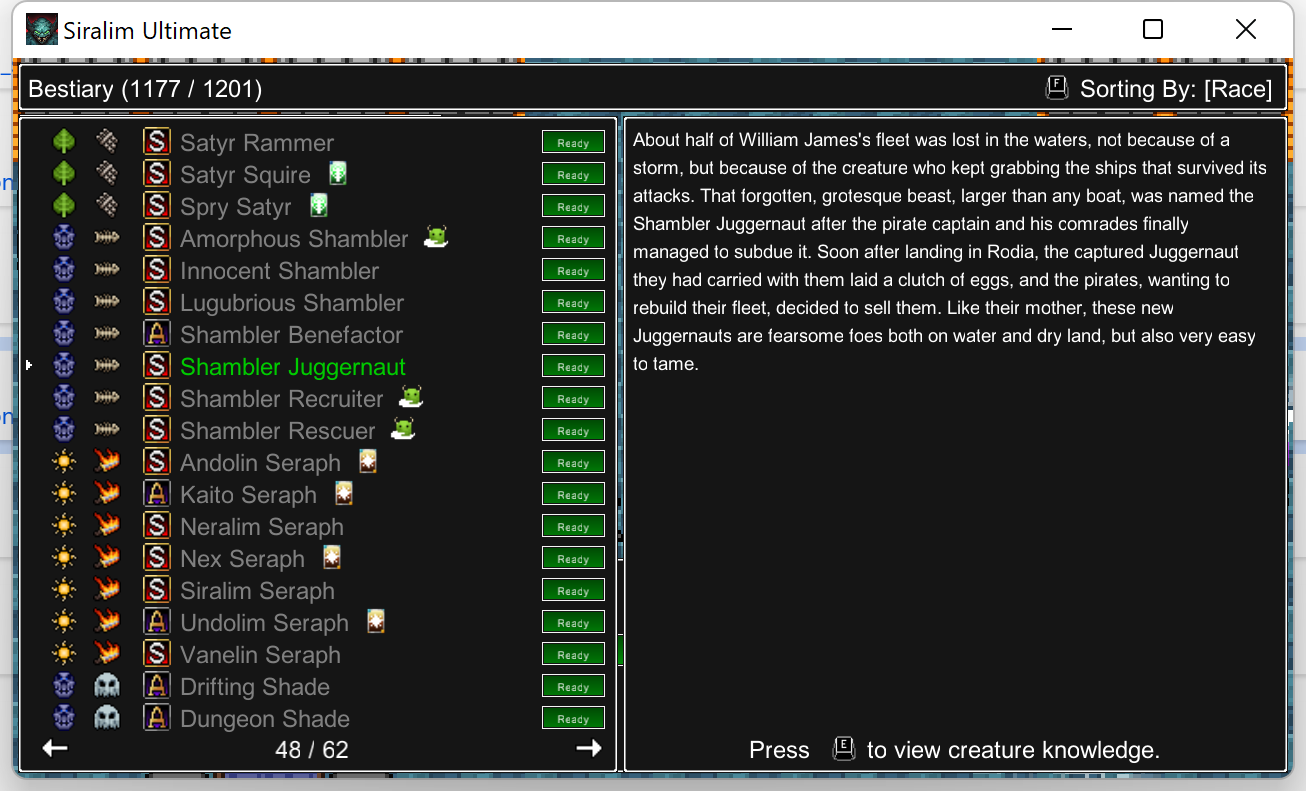 Siralim Ultimate
Bestiary (1177 / 1201)
F Sorting By: [Race]
S Satyr Rammer Ready
S Satyr Squire Ready
S Spry Satyr Ready
S Amorphous Shambler Ready
S Innocent Shambler Ready
S Lugubrious Shambler Ready
A Shambler Benefactor Ready
S Shambler Juggernaut Ready
S Shambler Recruiter Ready
S Shambler Rescuer Ready
S Andolin Seraph Ready
A Kaito Seraph Ready
S Neralim Seraph Ready
S Nex Seraph Ready
S Siralim Seraph Ready
A Undolim Seraph Ready
S Vanelin Seraph Ready
A Drifting Shade Ready
A Dungeon Shade Ready
48 / 62
About half of William James's fleet was lost in the waters, not because of a
storm, but because of the creature who kept grabbing the ships that survived its
attacks. That forgotten, grotesque beast, larger than any boat, was named the
Shambler Juggernaut after the pirate captain and his comrades finally
managed to subdue it. Soon after landing in Rodia, the captured Juggernaut
they had carried with them laid a clutch of eggs, and the pirates, wanting to
rebuild their fleet, decided to sell them. Like their mother, these new
Juggernauts are fearsome foes both on water and dry land, but also very easy
to tame.
Press E to view creature knowledge.